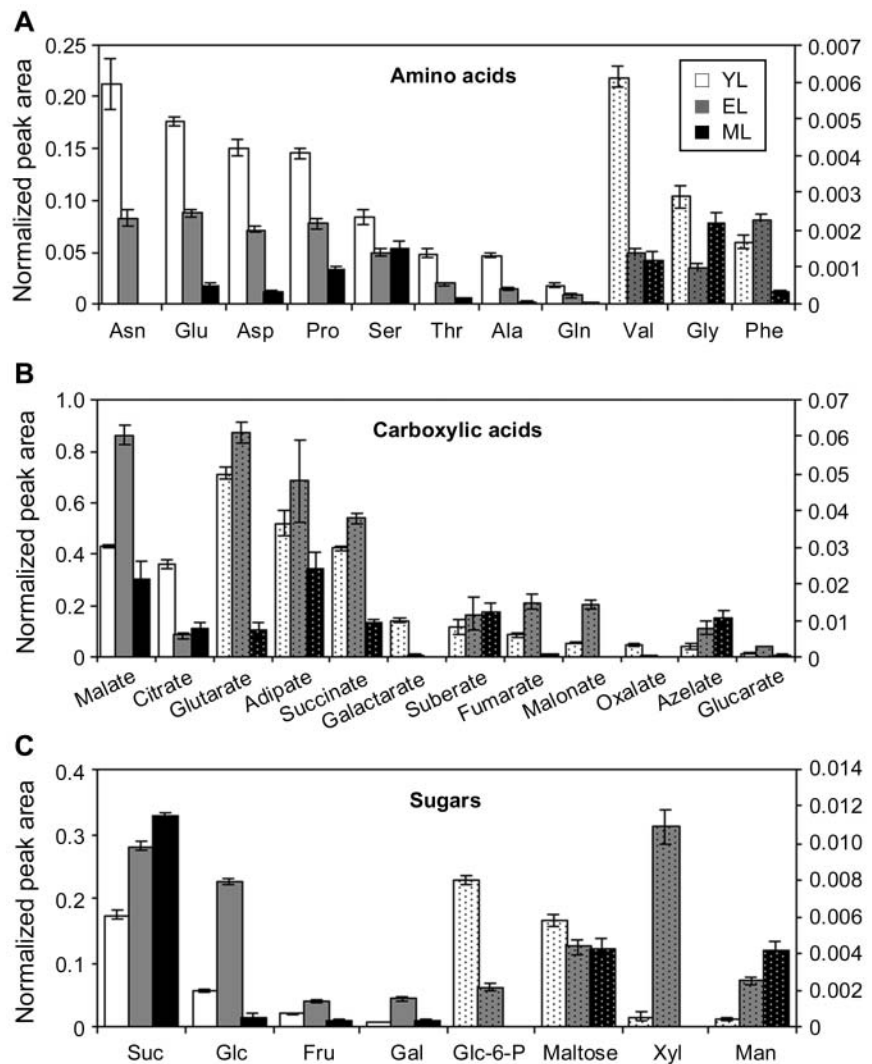 A
Amino acids
Normalized peak area
0.25
0.20
0.15
0.10
0.05
0
0.007
0.006
0.005
0.004
0.003
0.002
0.001
0
YL
EL
ML
Asn Glu Asp Pro Ser Thr Ala Gln Val Gly Phe
B
Carboxylic acids
Normalized peak area
1.0
0.8
0.6
0.4
0.2
0
0.07
0.06
0.05
0.04
0.03
0.02
0.01
0
Malate Citrate Glutarate Adipate Succinate Galactarate Suberate Fumarate Malonate Oxalate Azelate Glucarate
C
Sugars
Normalized peak area
0.4
0.3
0.2
0.1
0
0.014
0.012
0.010
0.008
0.006
0.004
0.002
0
Suc Glc Fru Gal Glc-6-P Maltose Xyl Man